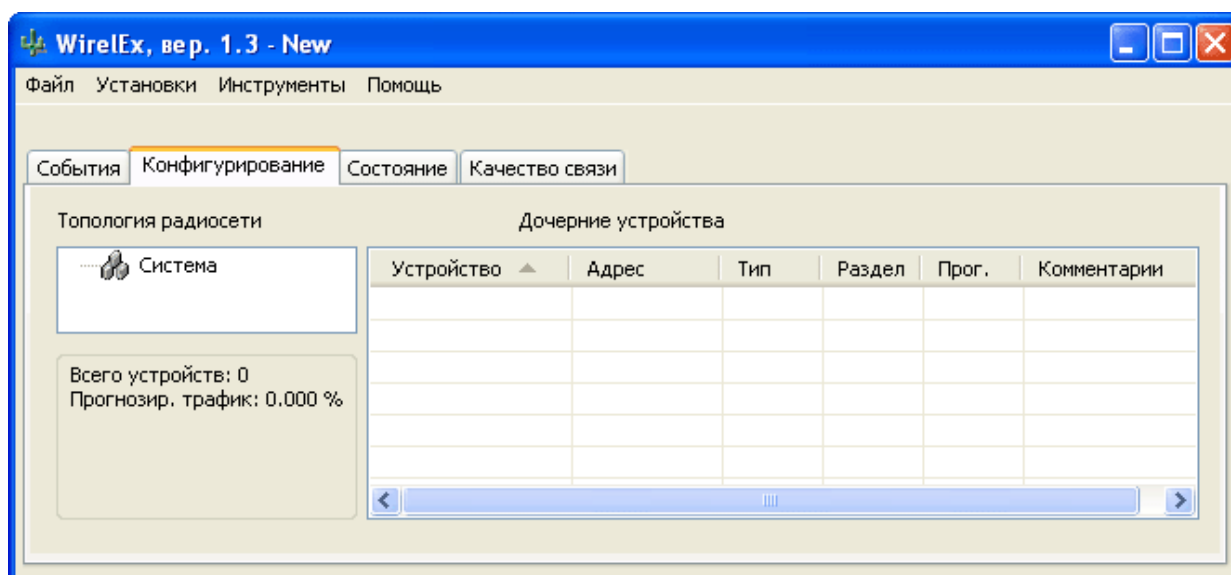 WirelEx, вер. 1.3 - New
Файл Установки Инструменты Помощь
События Конфигурирование Состояние Качество связи
Топология радиосети Дочерние устройства
Система
Устройство Адрес Тип Раздел Прог. Комментарии
Всего устройств: 0
Прогнозир. трафик: 0.000 %